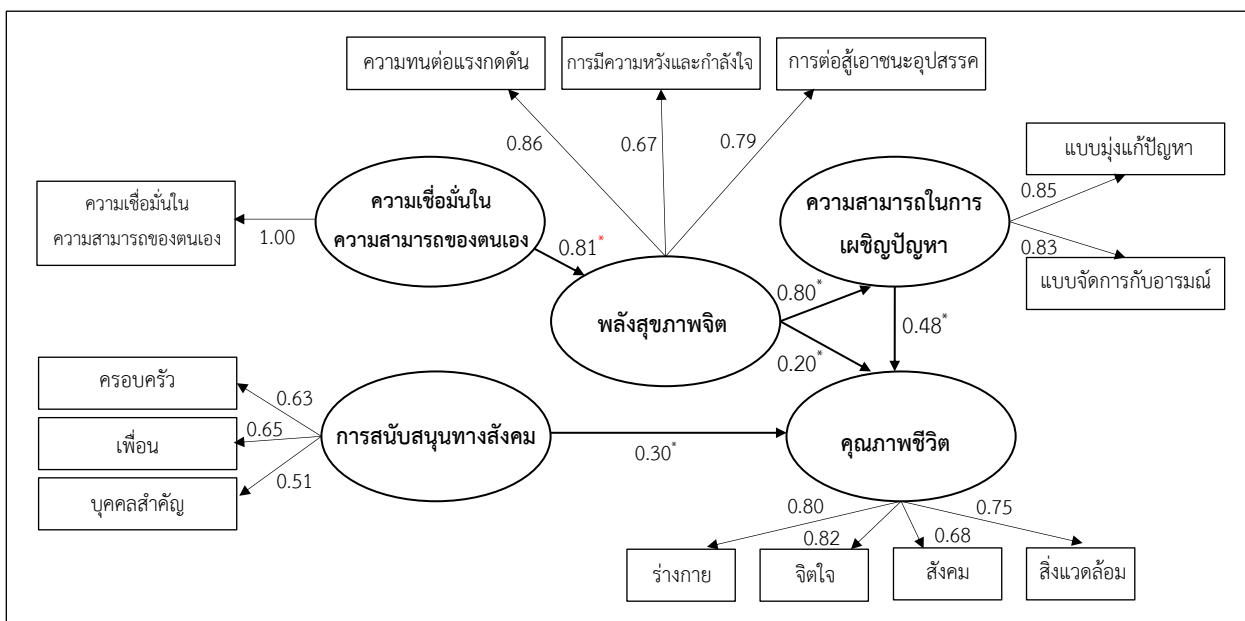 ความทนต่อแรงกดดัน
การมีความหวังและกำลังใจ
การต่อสู้เอาชนะอุปสรรค
0.86
0.67
0.79
แบบมุ่งแก้ปัญหา
0.85
ความเชื่อมั่นใน
ความสามารถของตนเอง
1.00
ความเชื่อมั่นใน
ความสามารถของตนเอง
0.81*
ความสามารถในการ
เผชิญปัญหา
0.83
แบบจัดการกับอารมณ์
พลังสุขภาพจิต
0.80*
0.48*
0.20*
ครอบครัว
0.63
เพื่อน
0.65
บุคคลสำคัญ
0.51
การสนับสนุนทางสังคม
0.30*
คุณภาพชีวิต
0.80
0.82
0.68
0.75
ร่างกาย
จิตใจ
สังคม
สิ่งแวดล้อม